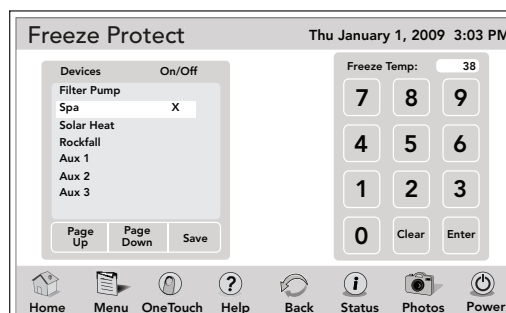 Freeze Protect
Thu January 1, 2009 3:03 PM
Devices On/Off
Filter Pump
Spa X
Solar Heat
Rockfall
Aux 1
Aux 2
Aux 3
Page Up
Page Down
Save
Freeze Temp: 38
7 8 9
4 5 6
1 2 3
0 Clear Enter
Home Menu OneTouch Help Back Status Photos Power